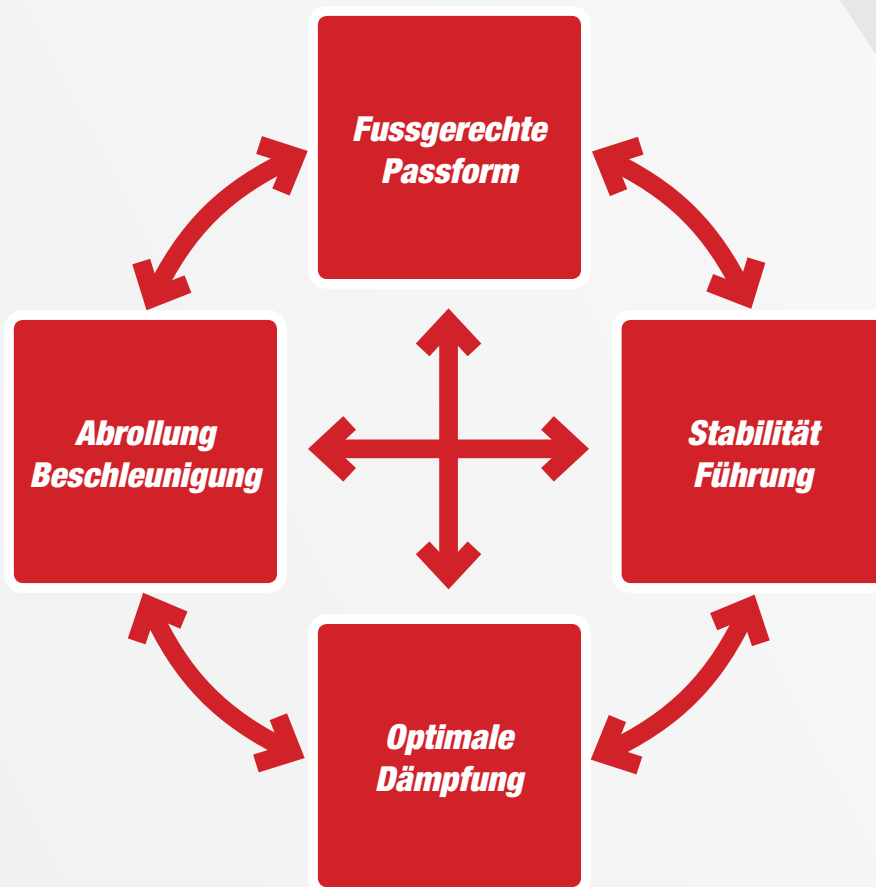 Fussgerechte
Passform
Abrollung
Beschleunigung
Stabilität
Führung
Optimale
Dämpfung